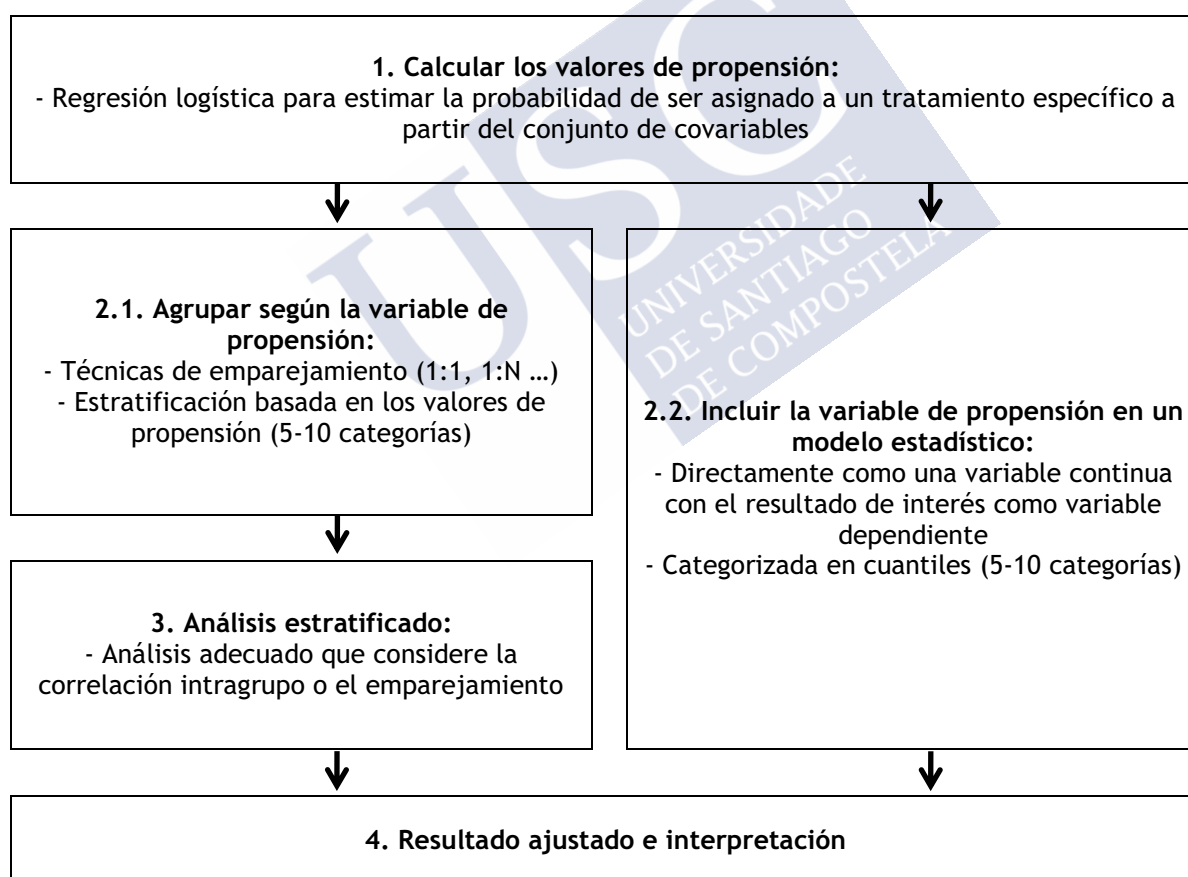 1. Calcular los valores de propensión:
- Regresión logística para estimar la probabilidad de ser asignado a un tratamiento específico a
partir del conjunto de covariables
2.1. Agrupar según la variable de
propensión:
- Técnicas de emparejamiento (1:1, 1:N …)
- Estratificación basada en los valores de
propensión (5-10 categorías)
2.2. Incluir la variable de propensión en un
modelo estadístico:
- Directamente como una variable continua
con el resultado de interés como variable
dependiente
- Categorizada en cuantiles (5-10 categorías)
3. Análisis estratificado:
- Análisis adecuado que considere la
correlación intragrupo o el emparejamiento
4. Resultado ajustado e interpretación
USC
UNIVERSIDADE
DE SANTIAGO
DE COMPOSTELA